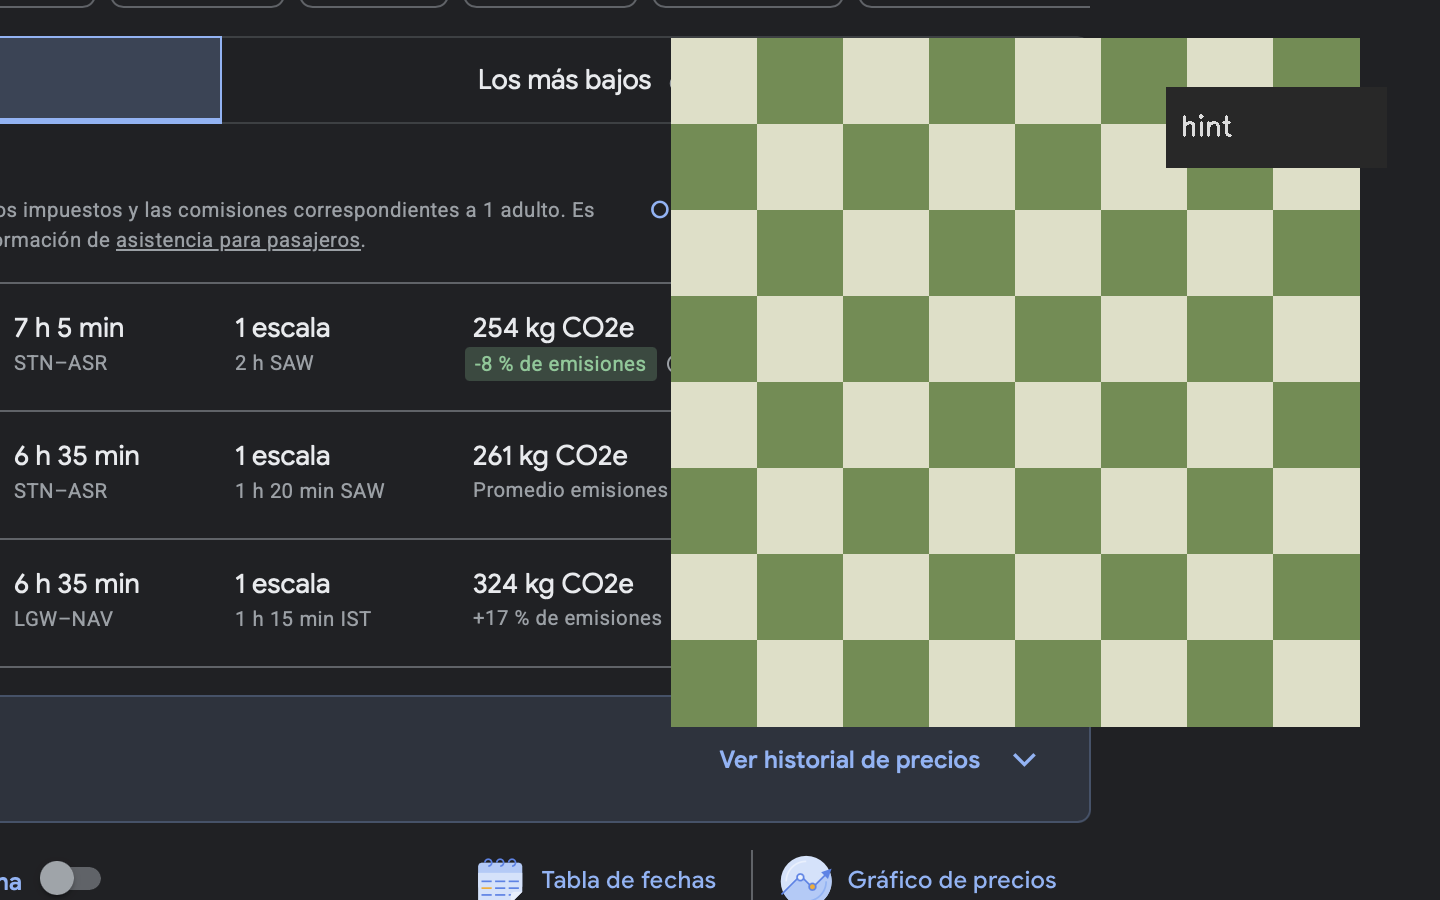 Los más bajos
hint
os impuestos y las comisiones correspondientes a 1 adulto. Es
ormación de asistencia para pasajeros.
7 h 5 min
STN–ASR
1 escala
2 h SAW
254 kg CO2e
-8 % de emisiones
6 h 35 min
STN–ASR
1 escala
1 h 20 min SAW
261 kg CO2e
Promedio emisiones
6 h 35 min
LGW–NAV
1 escala
1 h 15 min IST
324 kg CO2e
+17 % de emisiones
Ver historial de precios
na
Tabla de fechas
Gráfico de precios